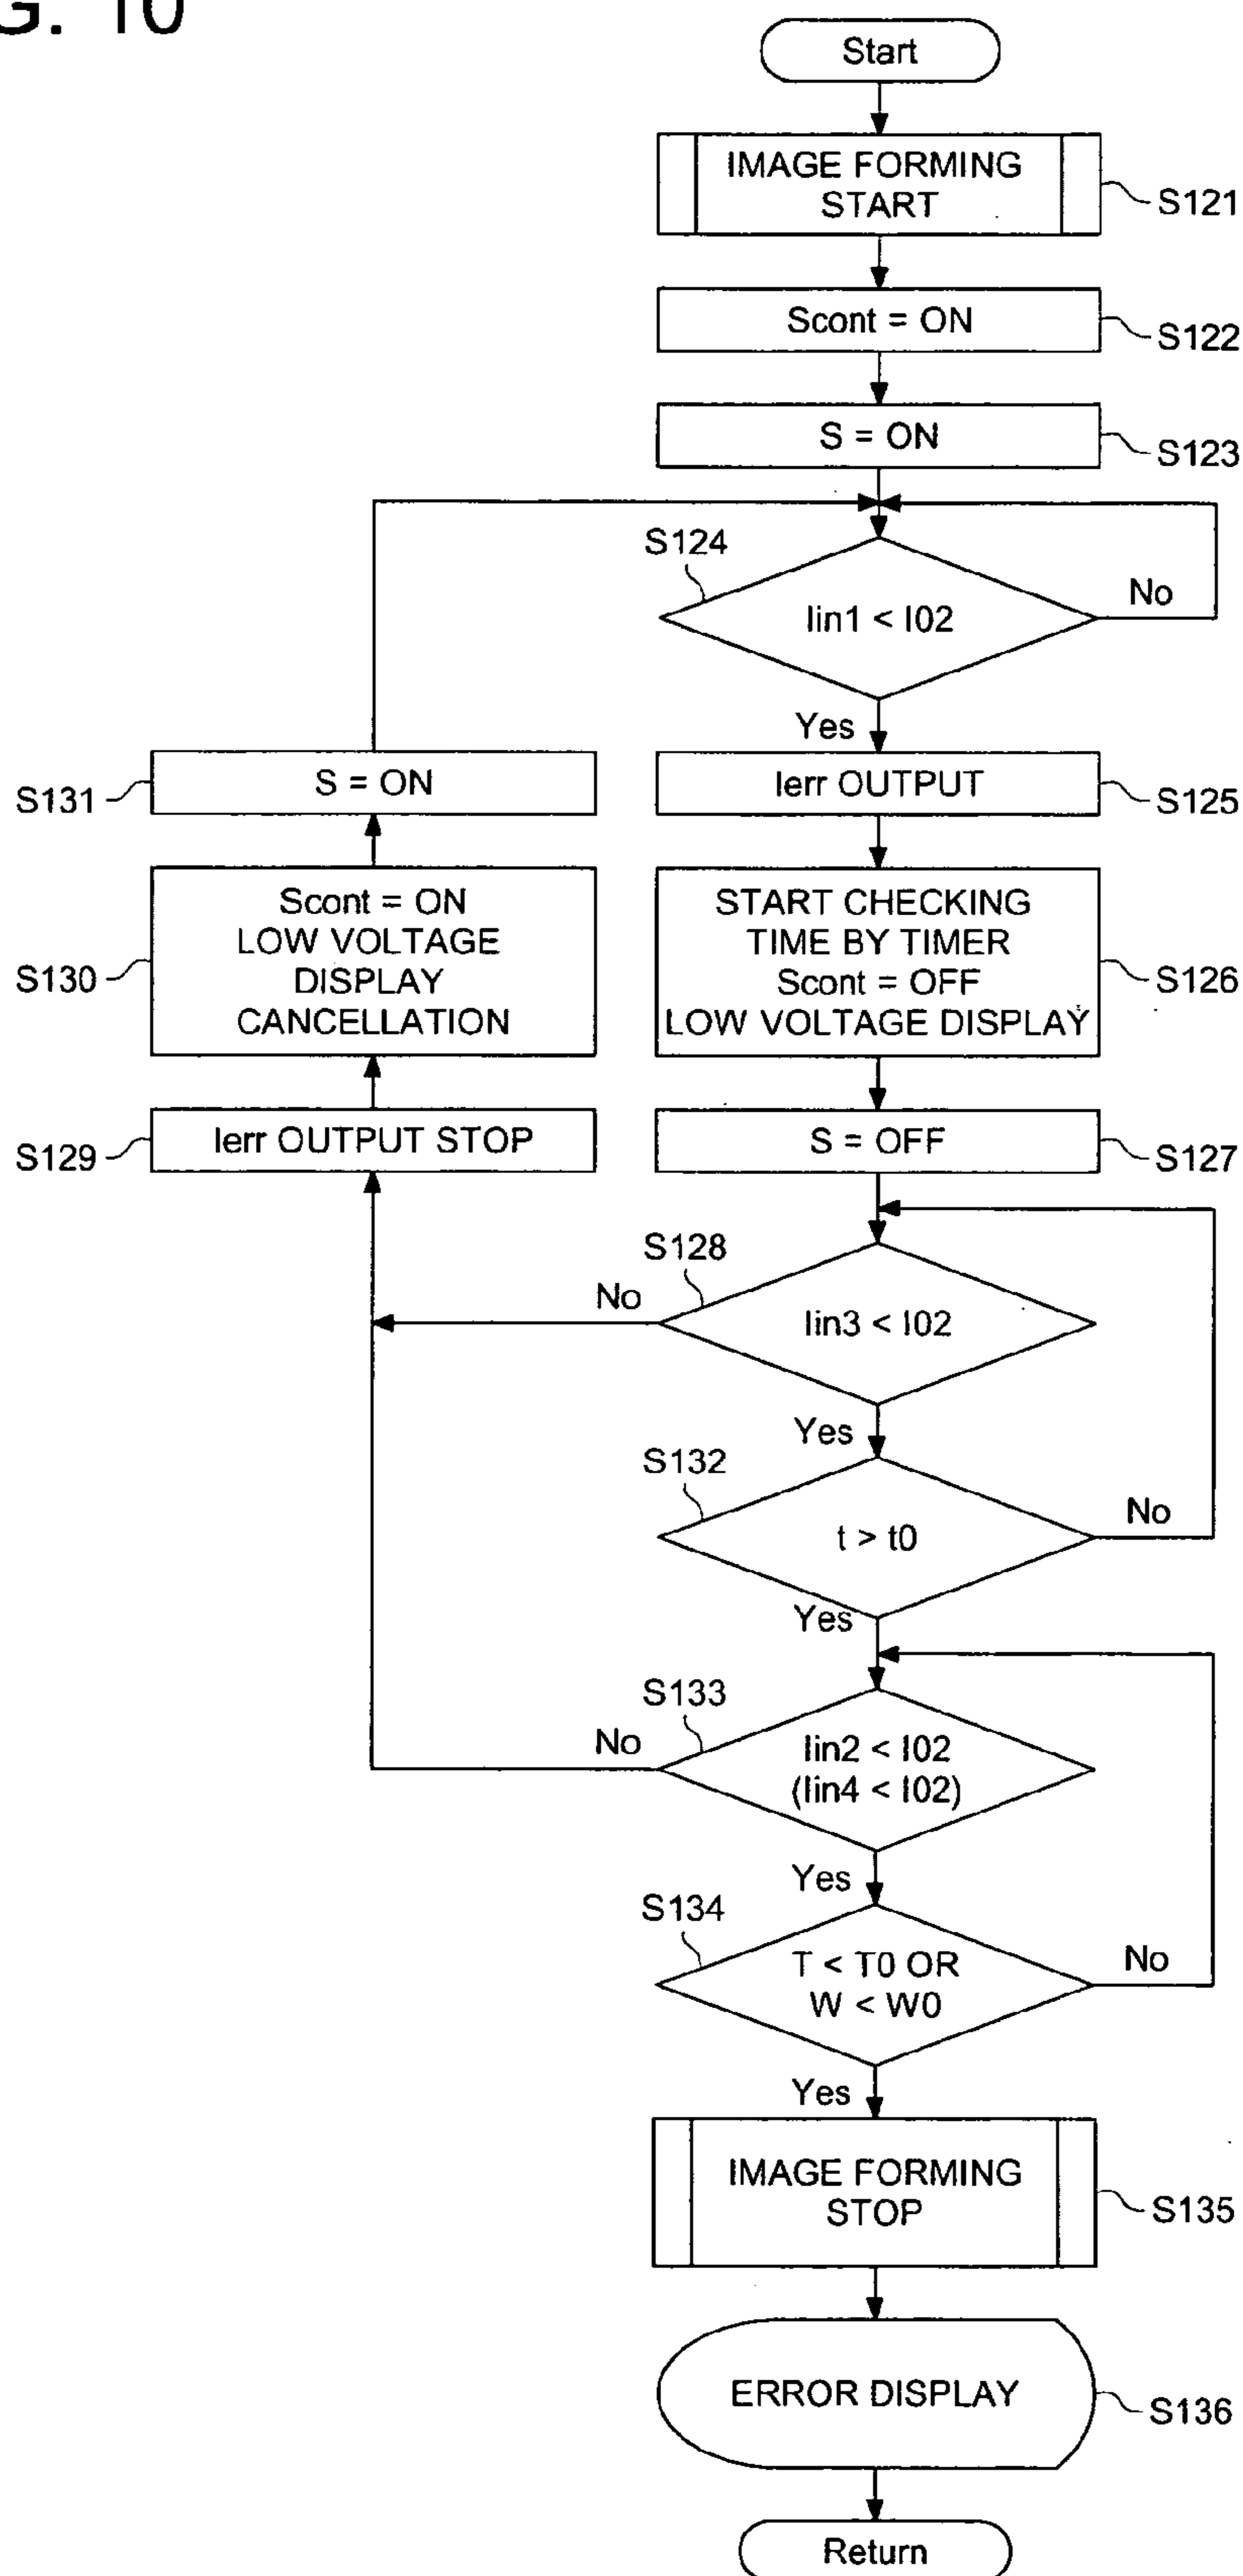 G. 10
Start
IMAGE FORMING
START
S121
Scont = ON
S122
S = ON
S123
S124
Iin1 < I02
No
Yes
S131
S = ON
Ierr OUTPUT
S125
S130
Scont = ON
LOW VOLTAGE
DISPLAY
CANCELLATION
START CHECKING
TIME BY TIMER
Scont = OFF
LOW VOLTAGE DISPLAY
S126
S129
Ierr OUTPUT STOP
S = OFF
S127
S128
No
Iin3 < I02
Yes
S132
t > t0
No
Yes
S133
No
Iin2 < I02
(Iin4 < I02)
Yes
S134
T < T0 OR
W < W0
No
Yes
IMAGE FORMING
STOP
S135
ERROR DISPLAY
S136
Return